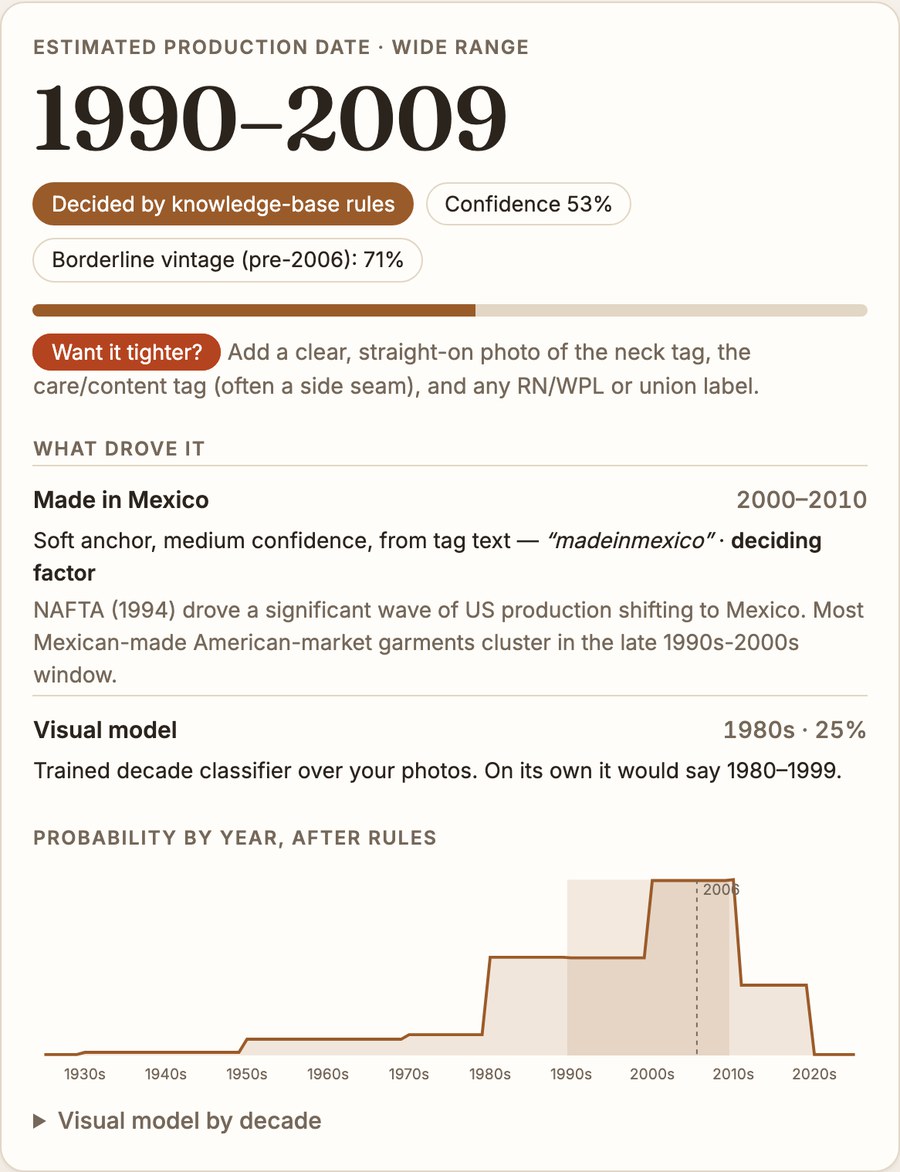 ESTIMATED PRODUCTION DATE · WIDE RANGE
1990–2009
Decided by knowledge-base rules
Confidence 53%
Borderline vintage (pre-2006): 71%
Want it tighter? Add a clear, straight-on photo of the neck tag, the
care/content tag (often a side seam), and any RN/WPL or union label.
WHAT DROVE IT
Made in Mexico 2000–2010
Soft anchor, medium confidence, from tag text — “madeinmexico” · deciding
factor
NAFTA (1994) drove a significant wave of US production shifting to Mexico. Most
Mexican-made American-market garments cluster in the late 1990s-2000s
window.
Visual model 1980s · 25%
Trained decade classifier over your photos. On its own it would say 1980–1999.
PROBABILITY BY YEAR, AFTER RULES
2006
1930s 1940s 1950s 1960s 1970s 1980s 1990s 2000s 2010s 2020s
▶ Visual model by decade